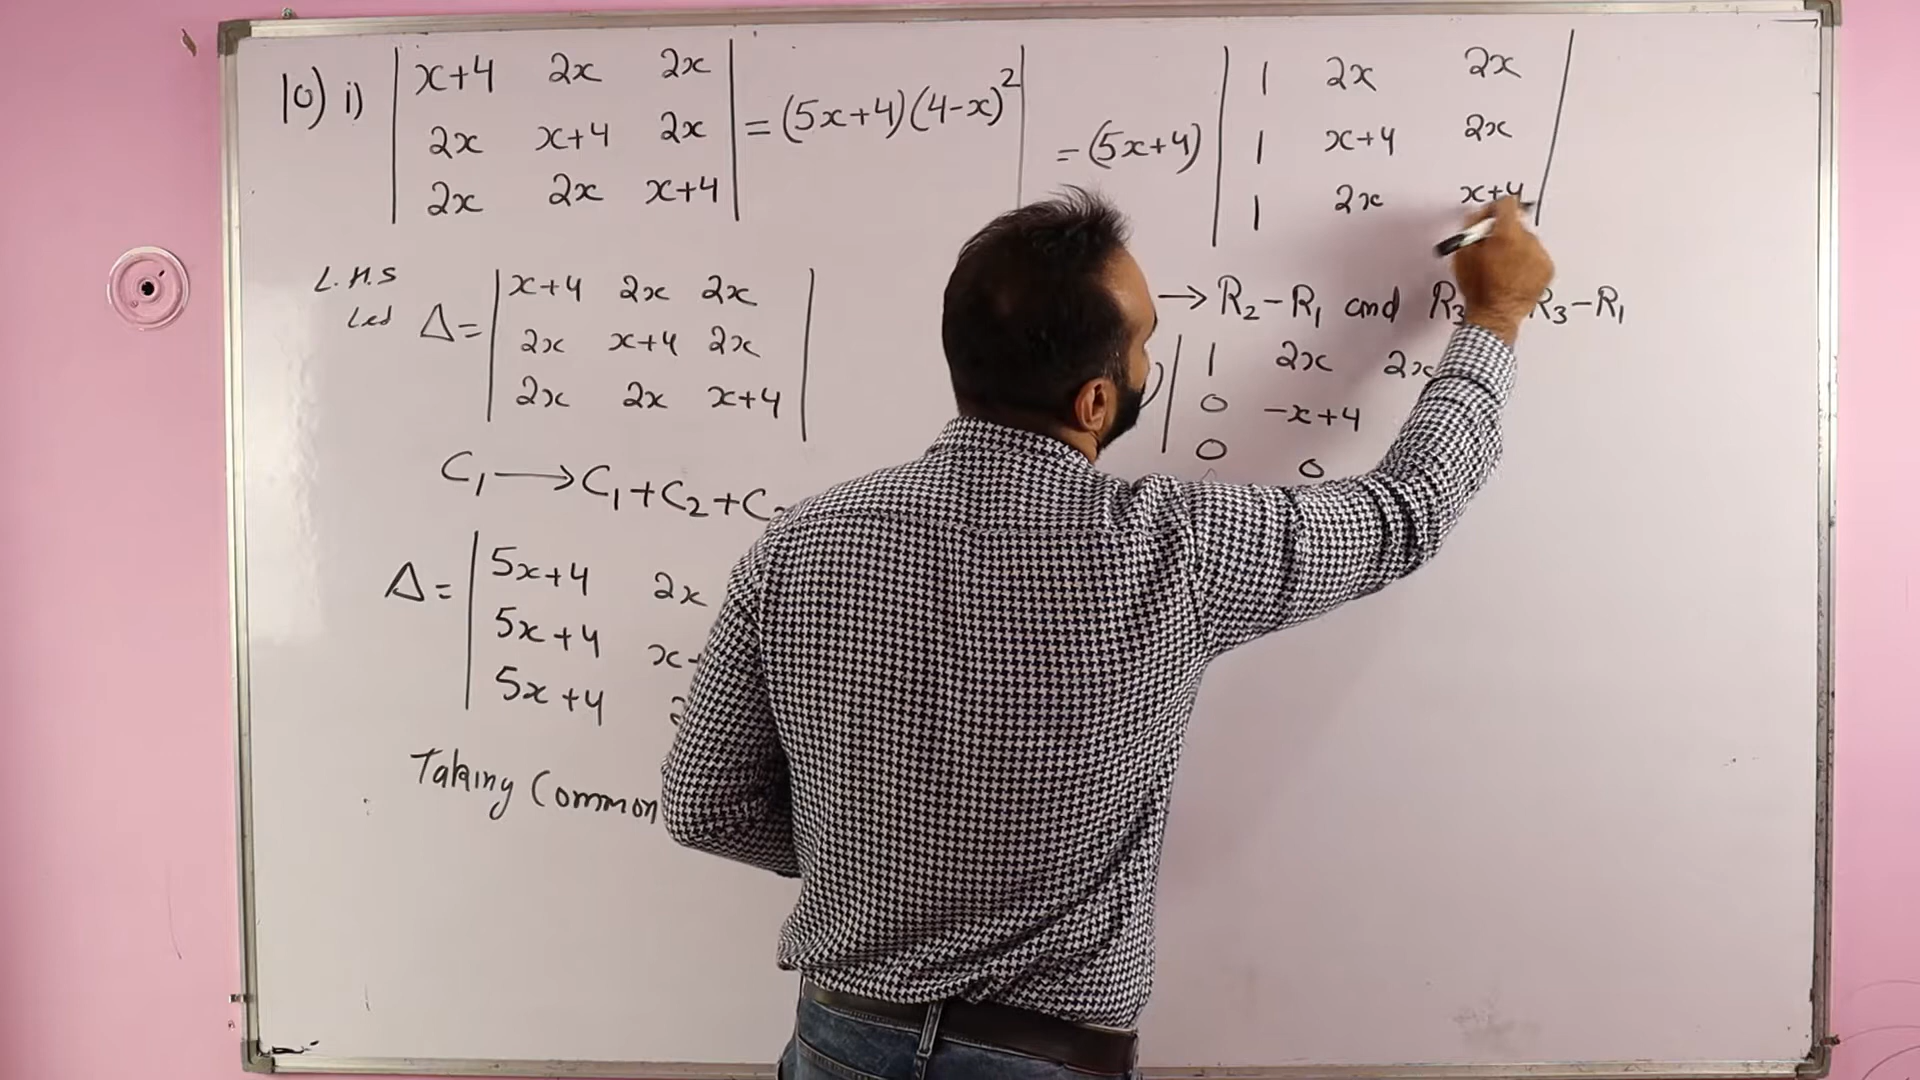 10) i) | x+4 2x 2x |
| 2x x+4 2x | = (5x+4)(4-x)²
| 2x 2x x+4 |
L.H.S
Let Δ = | x+4 2x 2x |
| 2x x+4 2x |
| 2x 2x x+4 |
C₁ → C₁+C₂+C
Δ = | 5x+4 2x
| 5x+4 x+
| 5x+4
Taking Common
| 1 2x 2x |
= (5x+4) | 1 x+4 2x |
| 1 2x x+4 |
→ R₂-R₁ and R₃ R₃-R₁
) | 1 2x 2x
| 0 -x+4
| 0 0